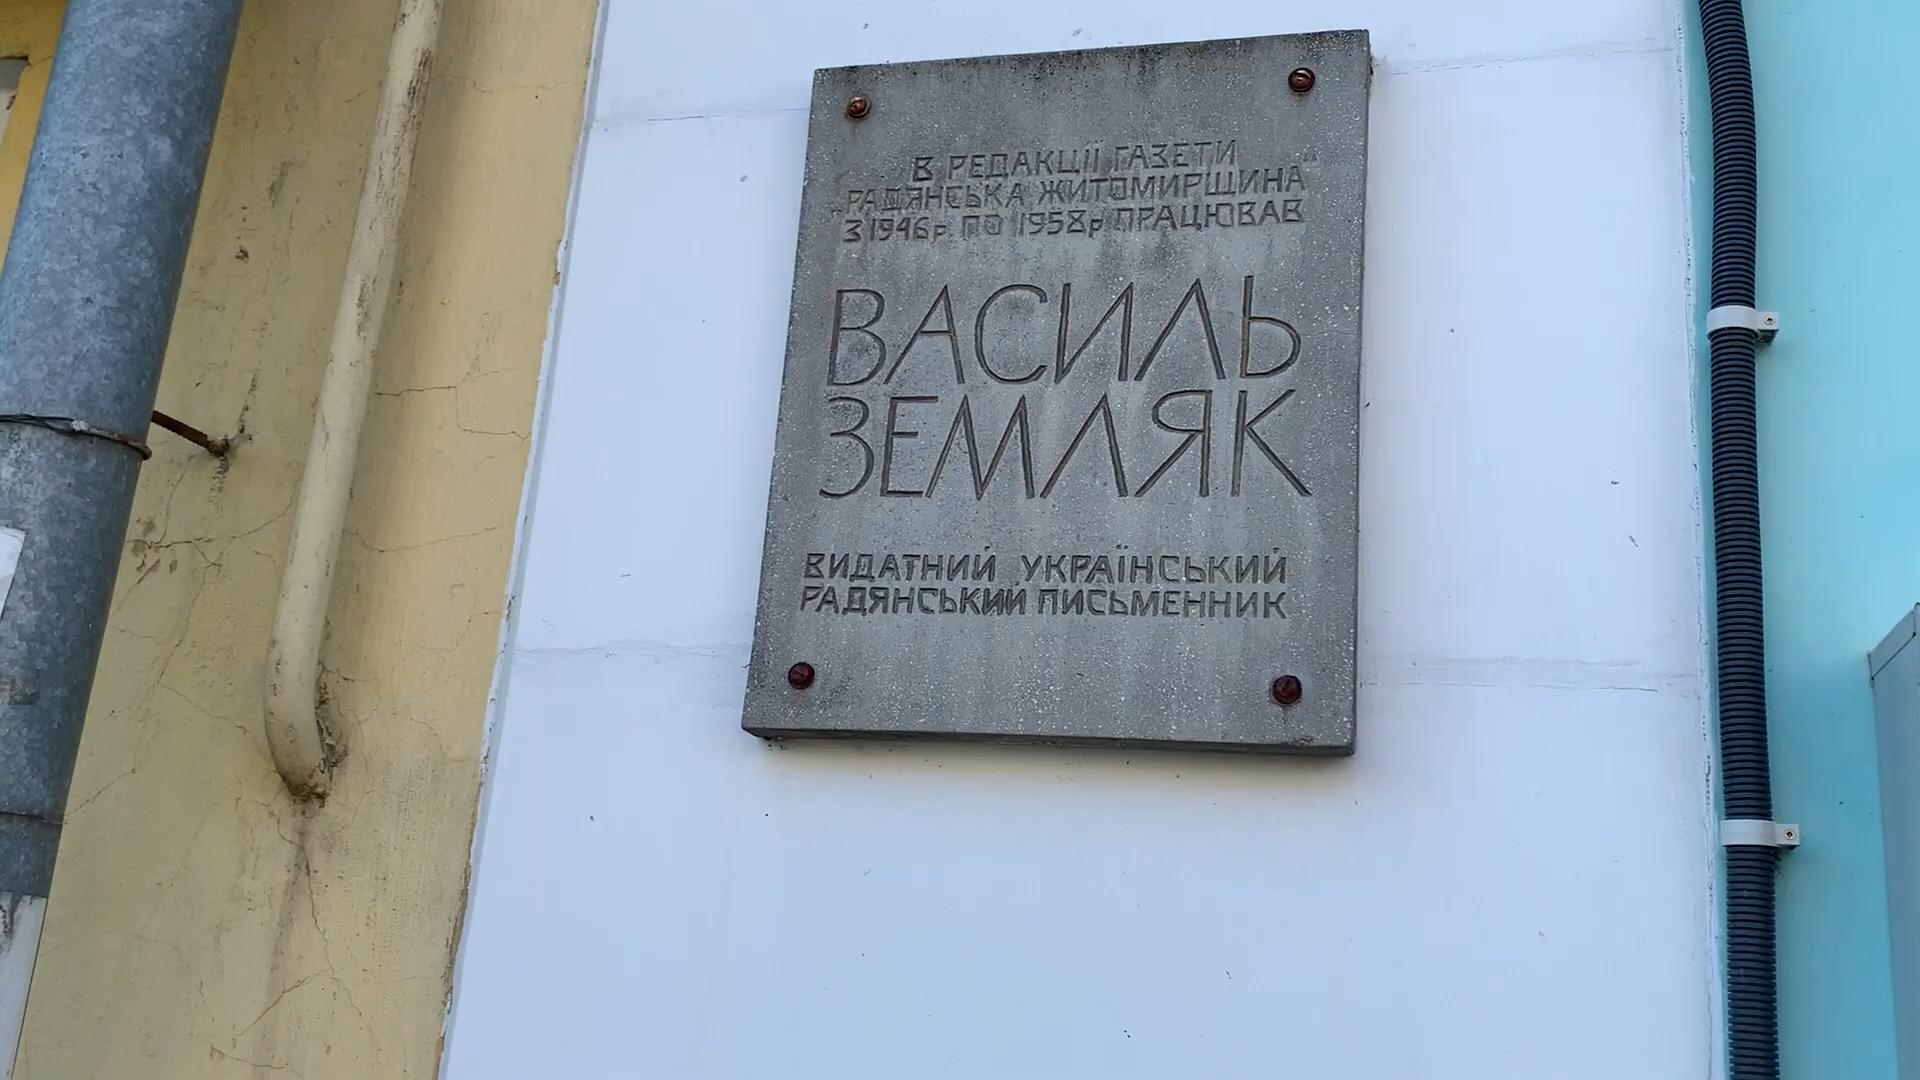 В РЕДАКЦІЇ ГАЗЕТИ
„РАДЯНСЬКА ЖИТОМИРЩИНА“
З 1946р. ПО 1958р. ПРАЦЮВАВ
ВАСИЛЬ
ЗЕМЛЯК
ВИДАТНИЙ УКРАЇНСЬКИЙ
РАДЯНСЬКИЙ ПИСЬМЕННИК